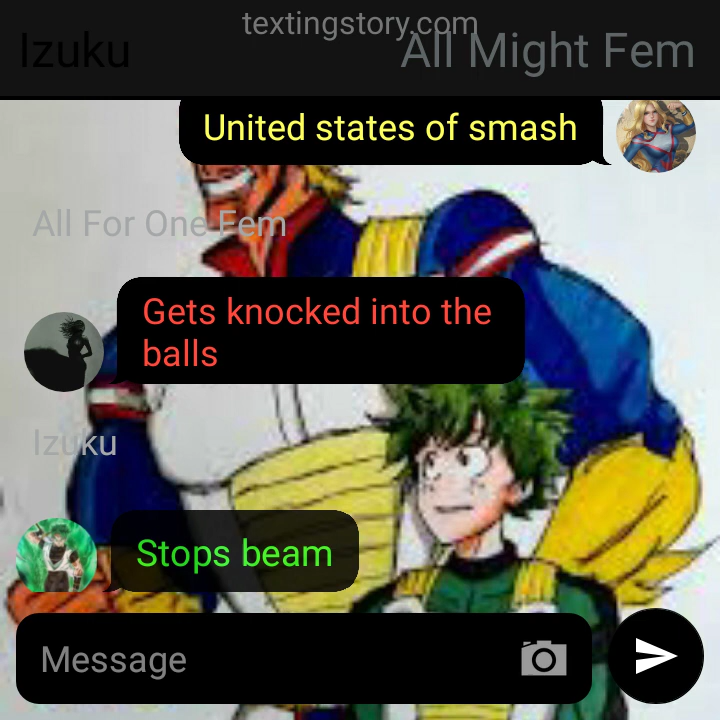 textingstory.com
Izuku
All Might Fem
United states of smash
All For One Fem
Gets knocked into the
balls
Izuku
Stops beam
Message